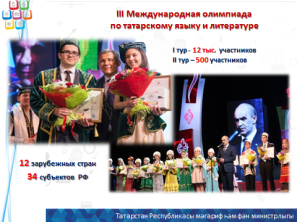 III Международная олимпиада
по татарскому языку и литературе
I тур - 12 тыс. участников
II тур – 500 участников
12 зарубежных стран
34 субъектов РФ
Татарстан Республикасы мәгариф һәм фән министрлыгы